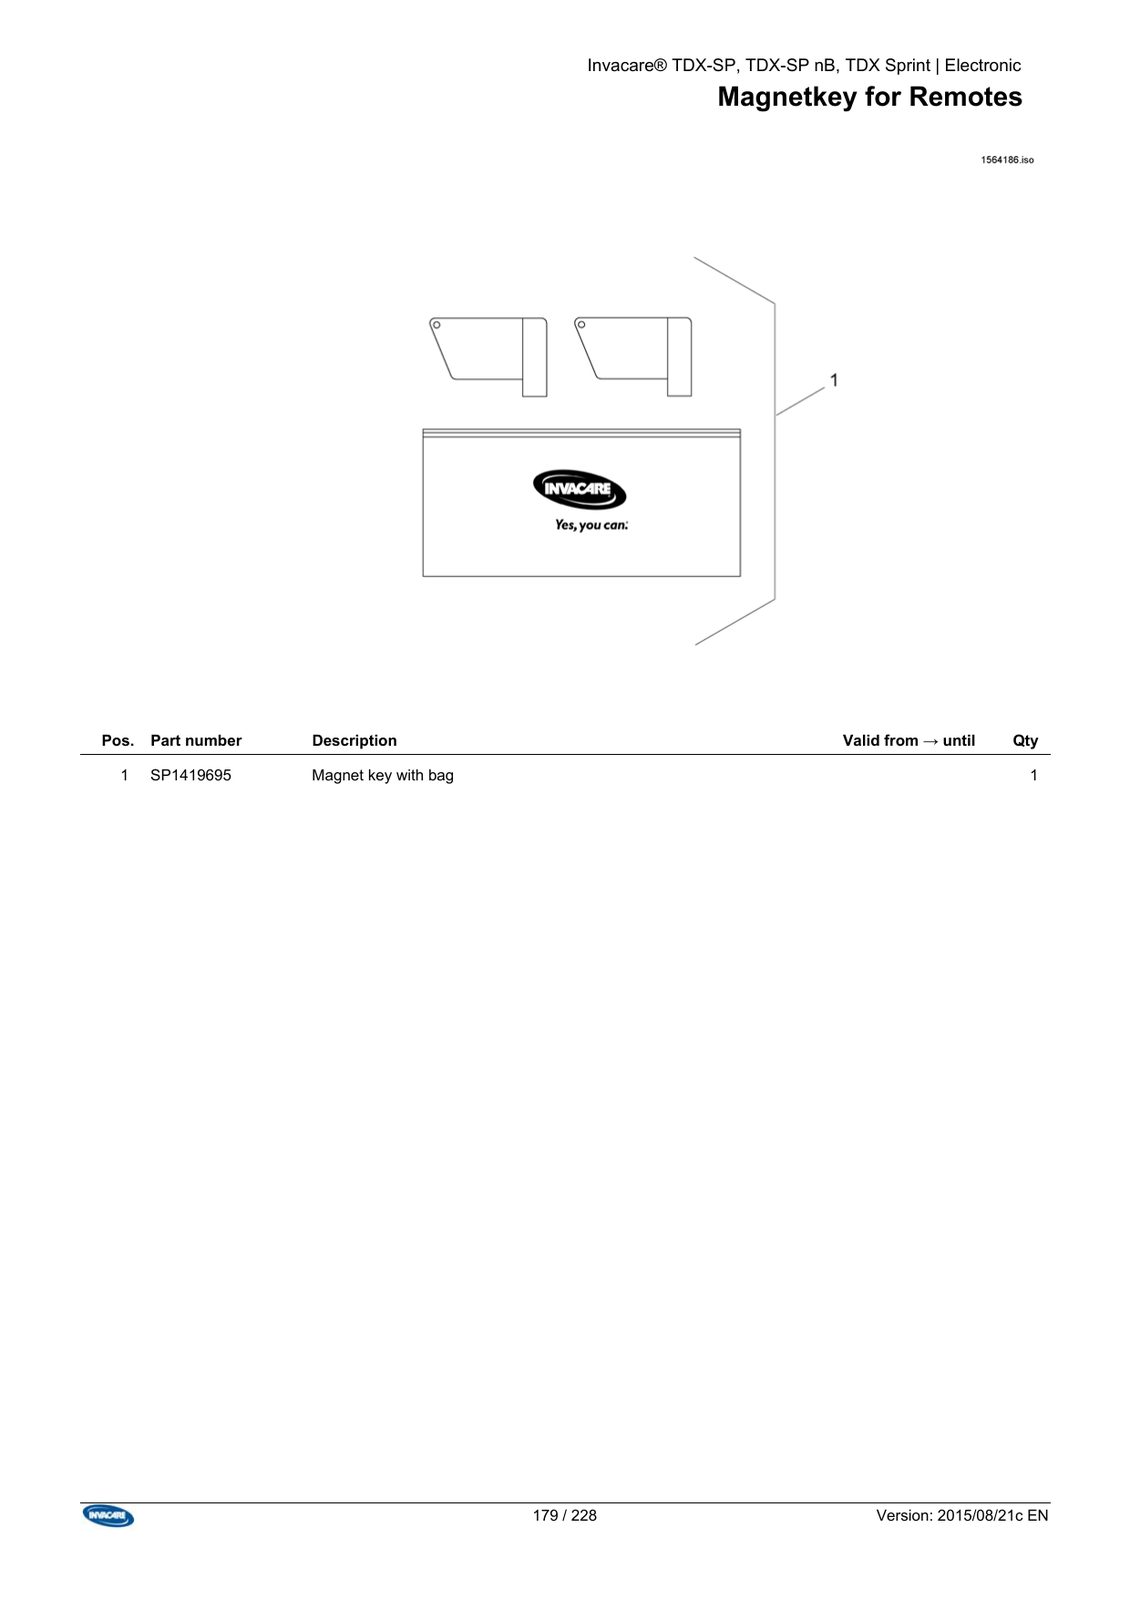 Invacare® TDX-SP, TDX-SP nB, TDX Sprint | Electronic
Magnetkey for Remotes
1564186.iso
1
INVACARE
Yes, you can.
Pos. Part number Description Valid from → until Qty
1 SP1419695 Magnet key with bag 1
INVACARE 179 / 228 Version: 2015/08/21c EN